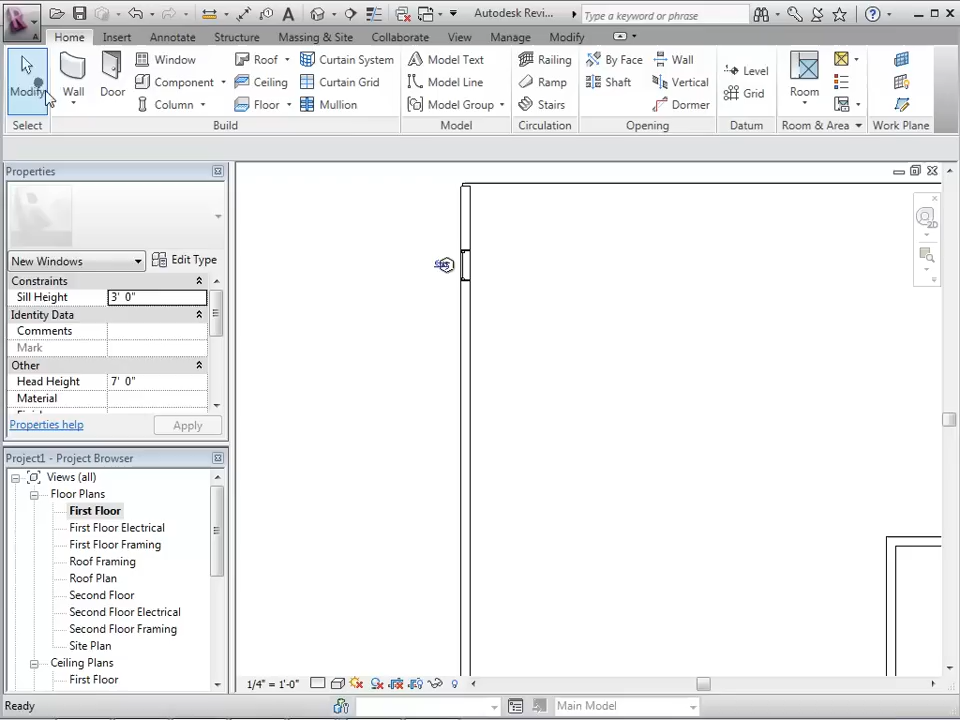 Autodesk Revi...
Type a keyword or phrase
Home Insert Annotate Structure Massing & Site Collaborate View Manage Modify
Modify Wall Door Window Component Column Roof Ceiling Floor Curtain System Curtain Grid Mullion Model Text Model Line Model Group Railing Ramp Stairs By Face Shaft Wall Vertical Dormer Level Grid Room
Select Build Model Circulation Opening Datum Room & Area Work Plane
Properties
New Windows Edit Type
Constraints
Sill Height 3' 0"
Identity Data
Comments
Mark
Other
Head Height 7' 0"
Material
Properties help Apply
Project1 - Project Browser
Views (all)
Floor Plans
First Floor
First Floor Electrical
First Floor Framing
Roof Framing
Roof Plan
Second Floor
Second Floor Electrical
Second Floor Framing
Site Plan
Ceiling Plans
First Floor
2D
1/4" = 1'-0"
Ready
Main Model